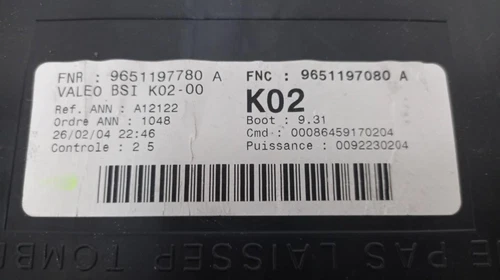 FNR : 9651197780 A FNC : 9651197080 A
VALEO BSI K02-00 K02
Ref. ANN : A12122 Boot : 9.31
Ordre ANN : 1048 Cmd : 00086459170204
26/02/04 22:46 Puissance : 0092230204
Controle : 2 5
E PAS LAISSER TOMB